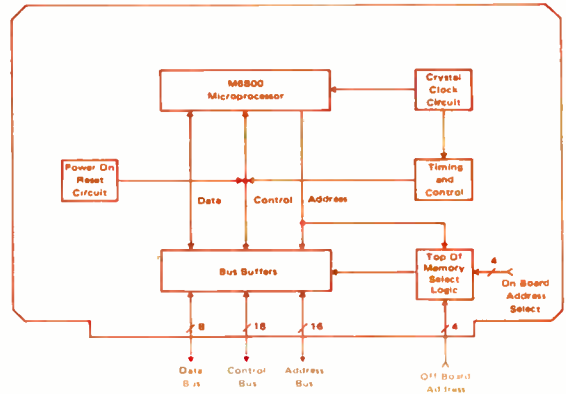 M6800
Microprocessor
Crystal
Clock
Circuit
Power On
Reset
Circuit
Timing
and
Control
Data
Control
Address
Bus Buffers
Top Of
Memory
Select
Logic
4
On Board
Address
Select
8
16
16
4
Data
Bus
Control
Bus
Address
Bus
Off Board
Address